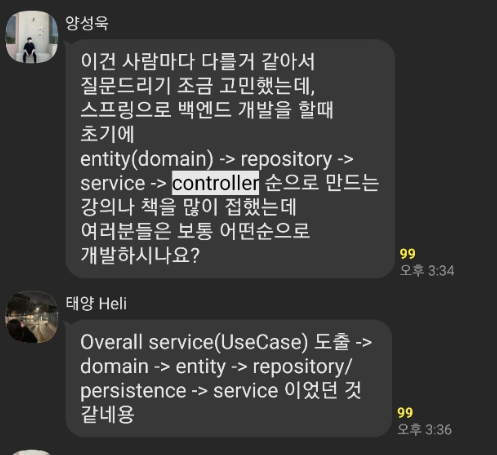 양성욱
이건 사람마다 다를거 같아서
질문드리기 조금 고민했는데,
스프링으로 백엔드 개발을 할때
초기에
entity(domain) -> repository ->
service -> controller 순으로 만드는
강의나 책을 많이 접했는데
여러분들은 보통 어떤순으로
개발하시나요?
99
오후 3:34
태양 Heli
Overall service(UseCase) 도출 ->
domain -> entity -> repository/
persistence -> service 이었던 것
같네용
99
오후 3:36